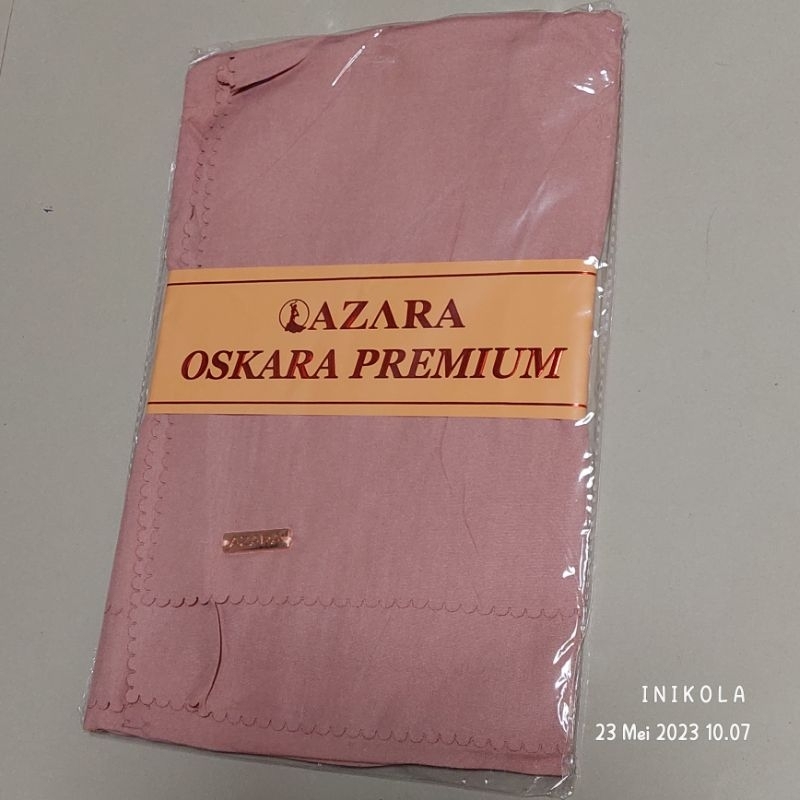 AZARA
OSKARA PREMIUM
AZARA
INIKOLA
23 Mei 2023 10.07